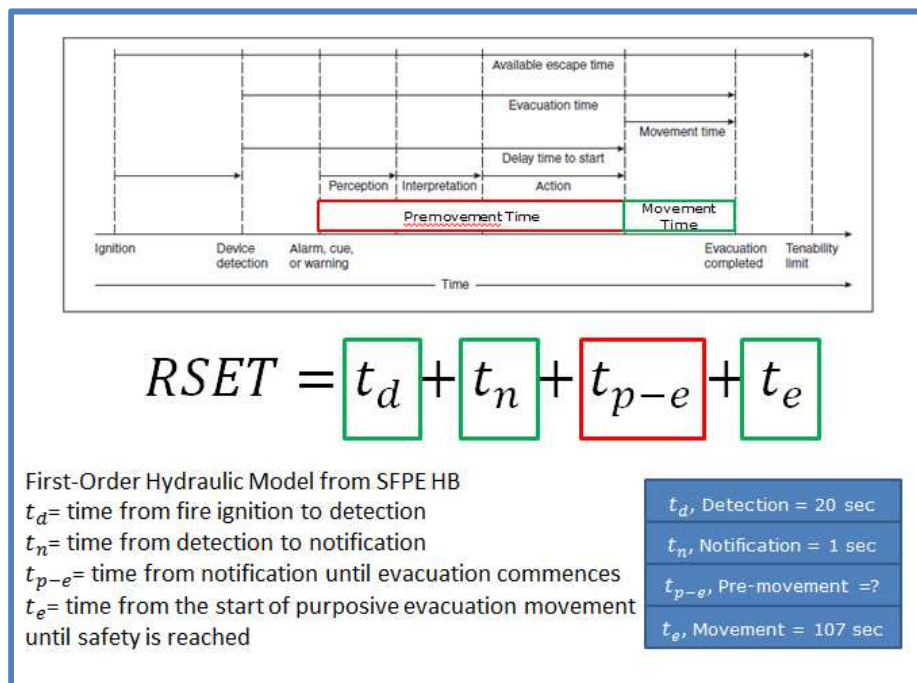 Available escape time
Evacuation time
Movement time
Delay time to start
Perception Interpretation Action
Premovement Time
Movement
Time
Ignition
Device
detection
Alarm, cue,
or warning
Evacuation
completed
Tenability
limit
Time
RSET = t_d + t_n + t_{p-e} + t_e
First-Order Hydraulic Model from SFPE HB
t_d= time from fire ignition to detection
t_n= time from detection to notification
t_{p-e}= time from notification until evacuation commences
t_e= time from the start of purposive evacuation movement
until safety is reached
t_d, Detection = 20 sec
t_n, Notification = 1 sec
t_{p-e}, Pre-movement =?
t_e, Movement = 107 sec